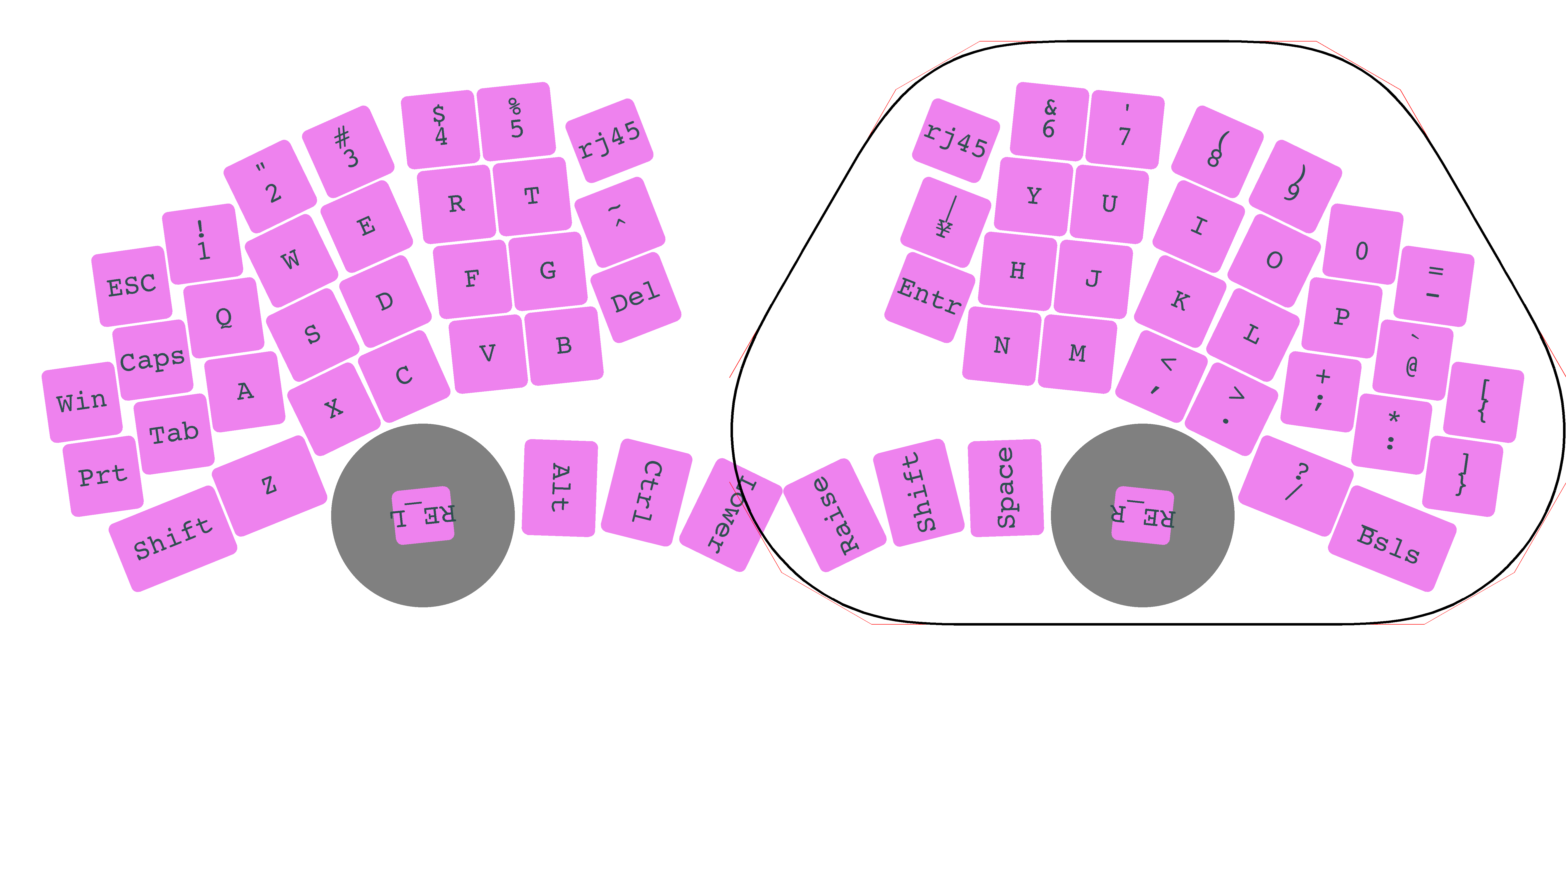 ESC
!
1
"
2
#
3
$
4
%
5
rj45
Caps
Q
W
E
R
T
~
^
Win
Tab
A
S
D
F
G
Del
Prt
Shift
Z
X
C
V
B
RE_L
Alt
Ctrl
Lower
rj45
&
6
'
7
(
8
)
9
0
=
-
|
¥
Y
U
I
O
P
`
@
[
{
Entr
H
J
K
L
+
;
*
:
]
}
N
M
<
,
>
.
?
/
Bsls
Raise
Shift
Space
RE_R